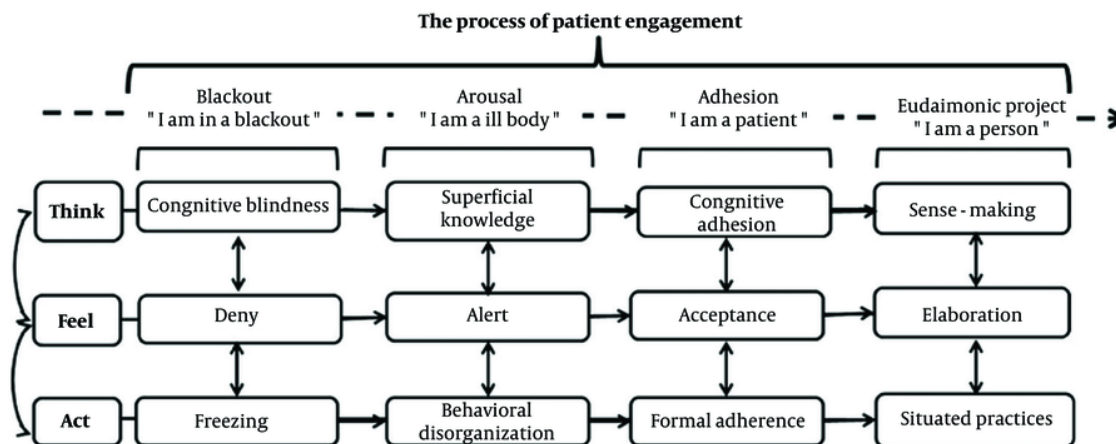 The process of patient engagement
Blackout
" I am in a blackout "
Arousal
" I am a ill body "
Adhesion
" I am a patient "
Eudaimonic project
" I am a person "
Think
Congnitive blindness
Superficial
knowledge
Congnitive
adhesion
Sense - making
Feel
Deny
Alert
Acceptance
Elaboration
Act
Freezing
Behavioral
disorganization
Formal adherence
Situated practices